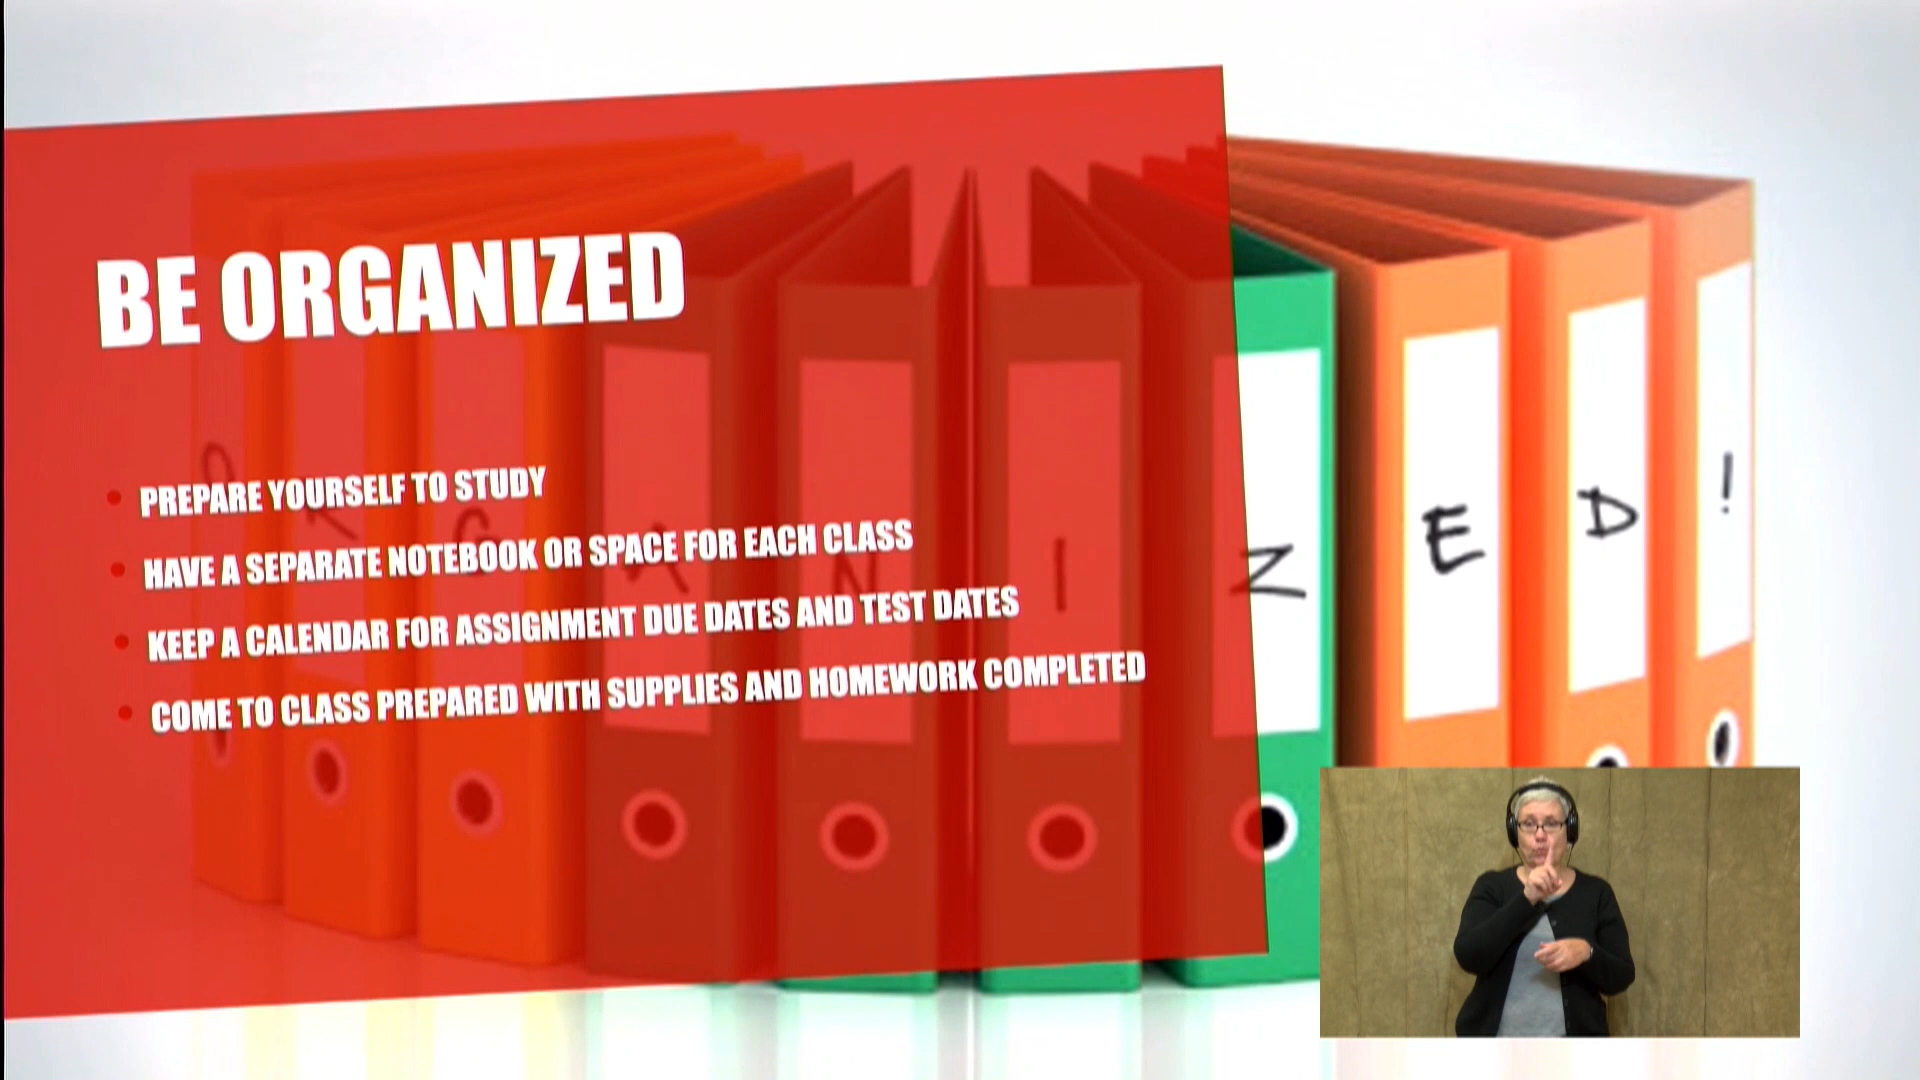 BE ORGANIZED
PREPARE YOURSELF TO STUDY
HAVE A SEPARATE NOTEBOOK OR SPACE FOR EACH CLASS
KEEP A CALENDAR FOR ASSIGNMENT DUE DATES AND TEST DATES
COME TO CLASS PREPARED WITH SUPPLIES AND HOMEWORK COMPLETED
O R G A N I Z E D !